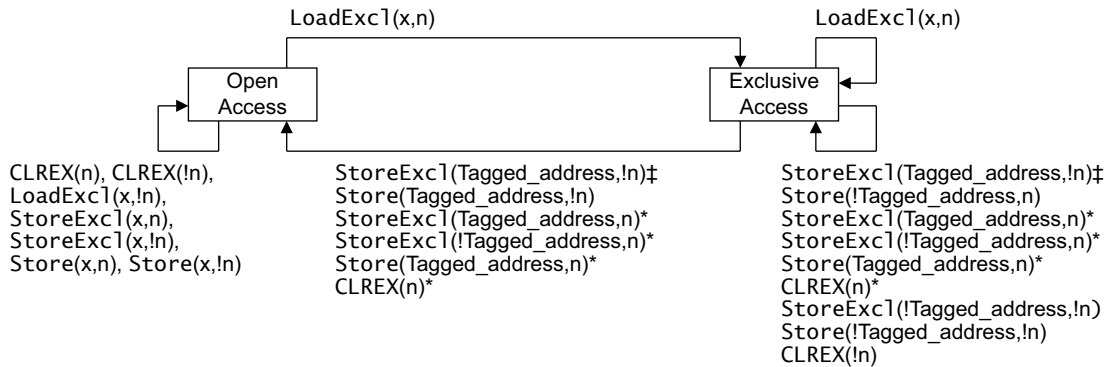 LoadExcl(x,n)
LoadExcl(x,n)
Open
Access
Exclusive
Access
CLREX(n), CLREX(!n),
LoadExcl(x,!n),
StoreExcl(x,n),
StoreExcl(x,!n),
Store(x,n), Store(x,!n)
StoreExcl(Tagged_address,!n)‡
Store(Tagged_address,!n)
StoreExcl(Tagged_address,n)*
StoreExcl(!Tagged_address,n)*
Store(Tagged_address,n)*
CLREX(n)*
StoreExcl(Tagged_address,!n)‡
Store(!Tagged_address,n)
StoreExcl(Tagged_address,n)*
StoreExcl(!Tagged_address,n)*
Store(Tagged_address,n)*
CLREX(n)*
StoreExcl(!Tagged_address,!n)
Store(!Tagged_address,!n)
CLREX(!n)